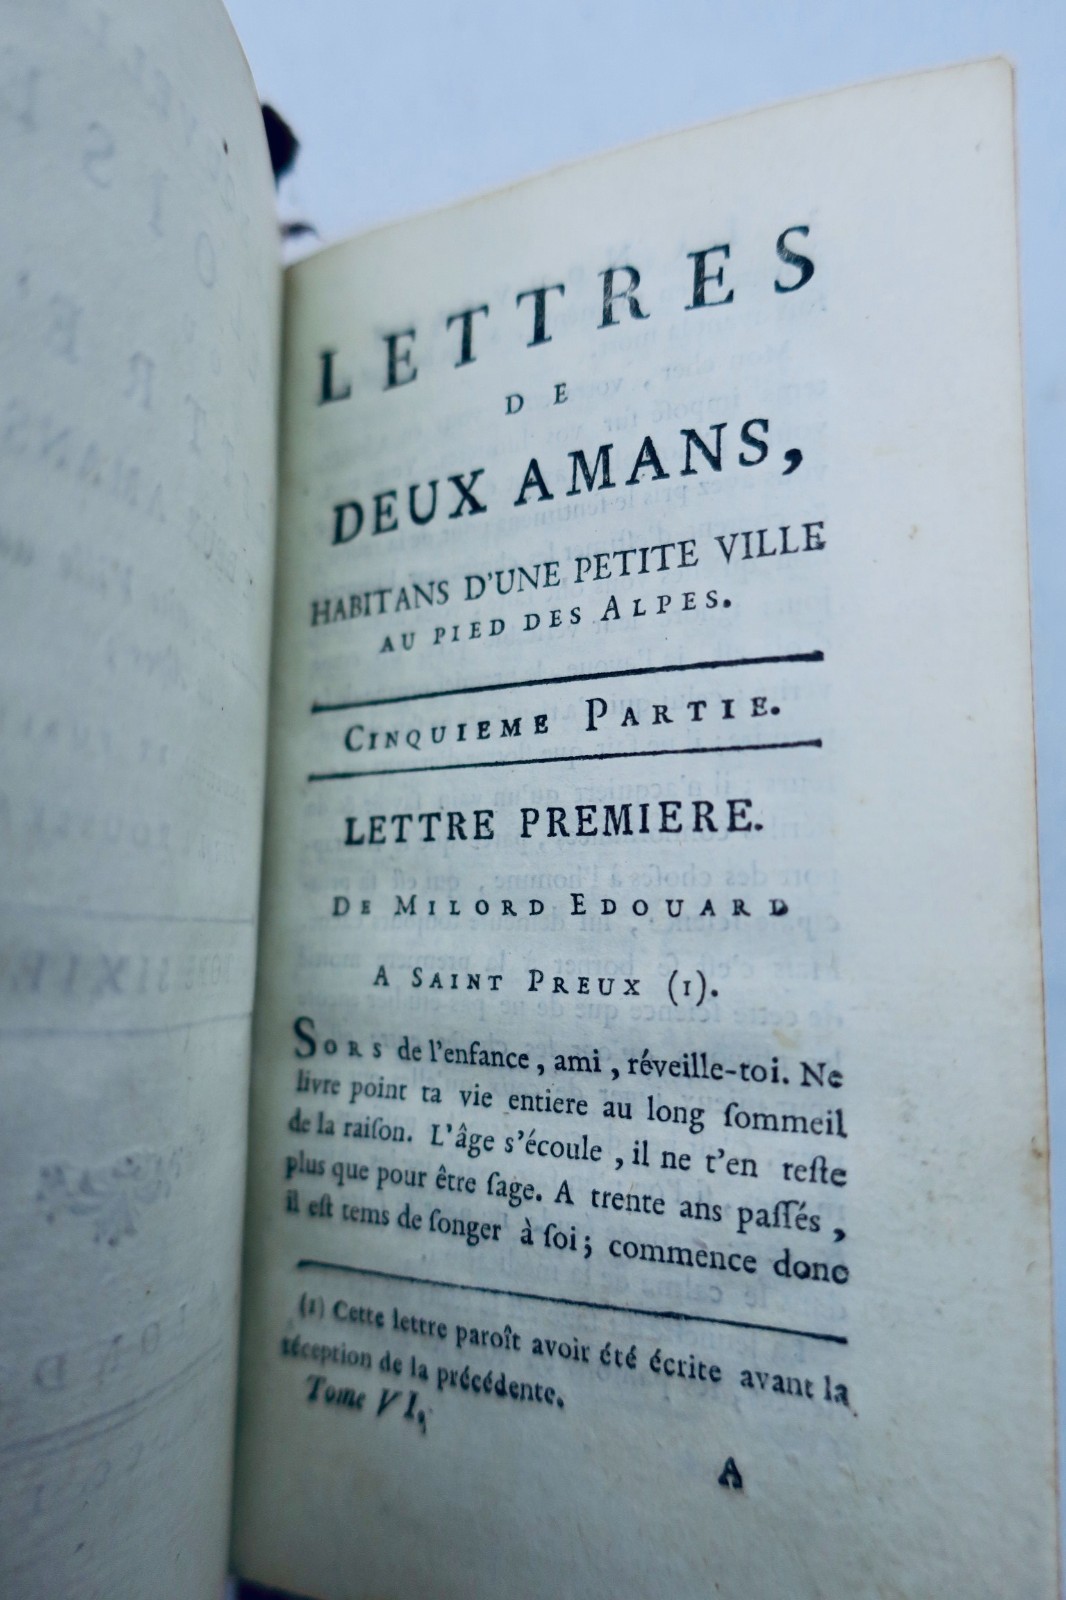 LETTRES
DE
DEUX AMANS,
HABITANS D'UNE PETITE VILLE
AU PIED DES ALPES.
CINQUIEME PARTIE.
LETTRE PREMIERE.
DE MILORD EDOUARD
A SAINT PREUX (1).
SORS de l'enfance, ami, réveille-toi. Ne
livre point ta vie entiere au long ſommeil
de la raiſon. L'âge s'écoule, il ne t'en reſte
plus que pour être ſage. A trente ans paſſés,
il eſt tems de ſonger à ſoi; commence donc
(1) Cette lettre paroît avoir été écrite avant la
réception de la précédente.
Tome VI,
A